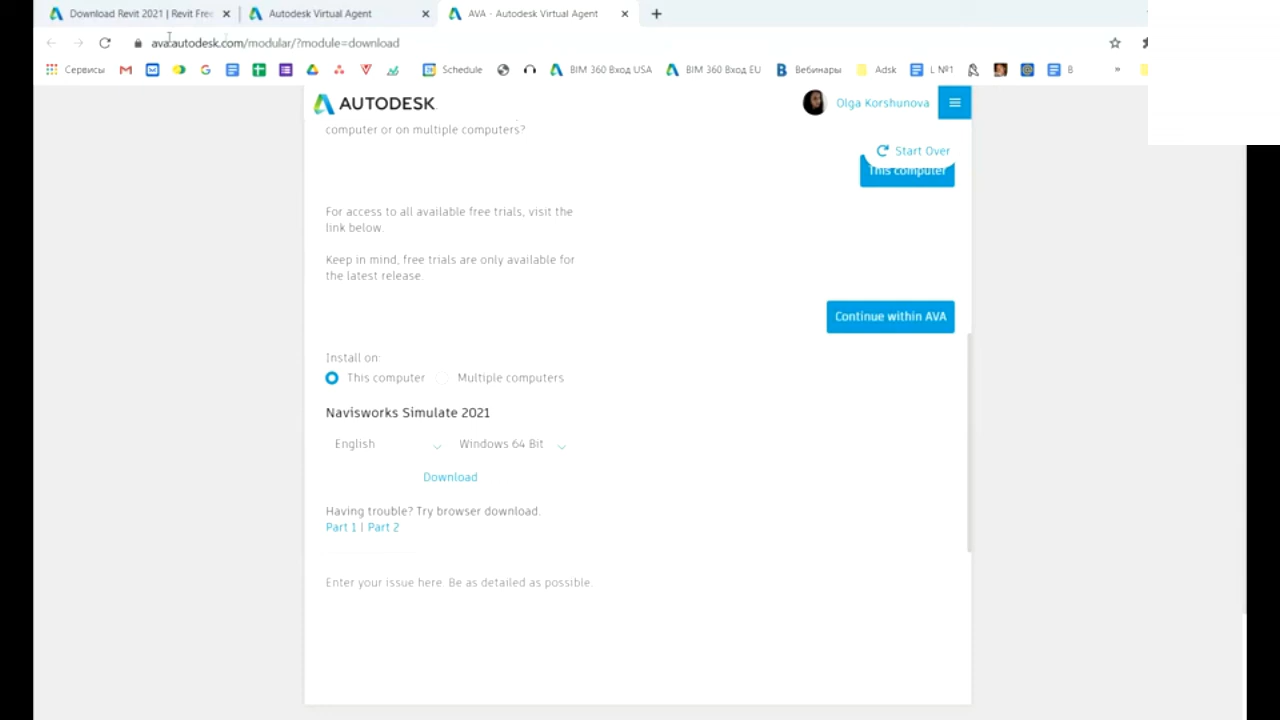 Download Revit 2021 | Revit Free
Autodesk Virtual Agent
AVA - Autodesk Virtual Agent
ava.autodesk.com/modular/?module=download
Сервисы
Schedule
BIM 360 Вход USA
BIM 360 Вход EU
Вебинары
Adsk
L №1
B
»
AUTODESK
Olga Korshunova
computer or on multiple computers?
Start Over
This computer
For access to all available free trials, visit the
link below.
Keep in mind, free trials are only available for
the latest release.
Continue within AVA
Install on:
This computer
Multiple computers
Navisworks Simulate 2021
English
Windows 64 Bit
Download
Having trouble? Try browser download.
Part 1 | Part 2
Enter your issue here. Be as detailed as possible.